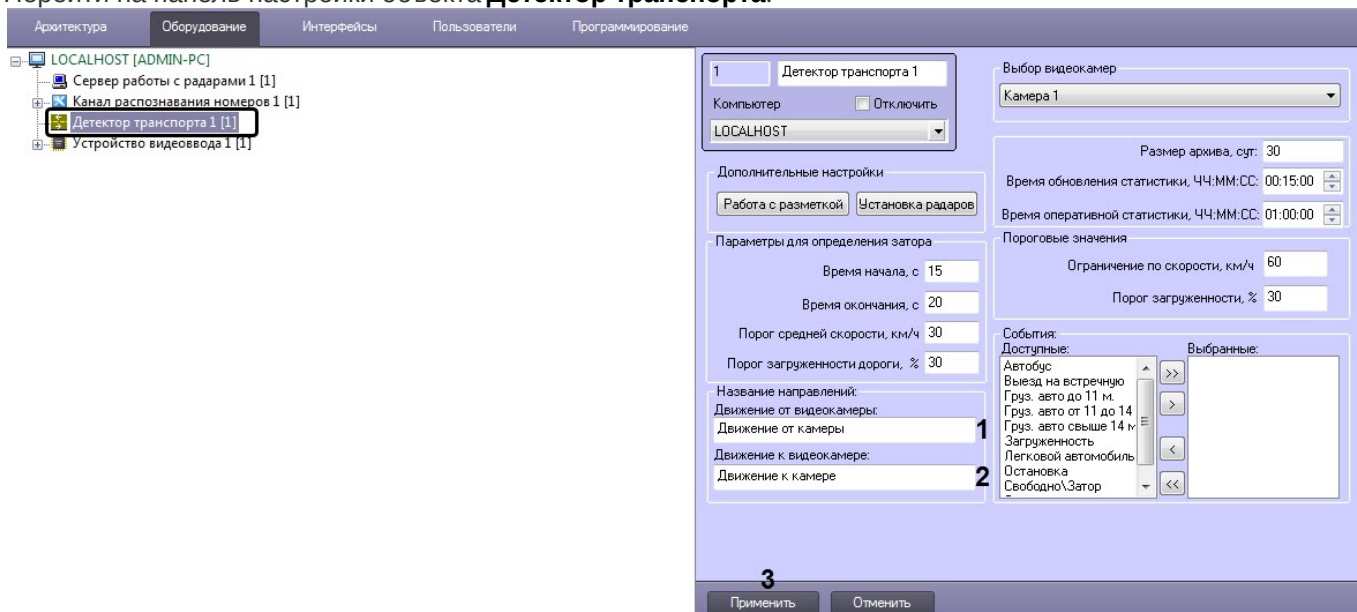 Перейти на панель настройки объекта Детектор транспорта.
Архитектура Оборудование Интерфейсы Пользователи Программирование
LOCALHOST [ADMIN-PC]
Сервер работы с радарами 1 [1]
Канал распознавания номеров 1 [1]
Детектор транспорта 1 [1]
Устройство видеоввода 1 [1]
1 Детектор транспорта 1
Компьютер Отключить
LOCALHOST
Дополнительные настройки
Работа с разметкой Установка радаров
Параметры для определения затора
Время начала, с 15
Время окончания, с 20
Порог средней скорости, км/ч 30
Порог загруженности дороги, % 30
Название направлений:
Движение от видеокамеры:
Движение от камеры 1
Движение к видеокамере:
Движение к камере 2
Выбор видеокамер
Камера 1
Размер архива, сут: 30
Время обновления статистики, ЧЧ:ММ:СС: 00:15:00
Время оперативной статистики, ЧЧ:ММ:СС: 01:00:00
Пороговые значения
Ограничение по скорости, км/ч 60
Порог загруженности, % 30
События:
Доступные: Выбранные:
Автобус
Выезд на встречную
Груз. авто до 11 м.
Груз. авто от 11 до 14
Груз. авто свыше 14 м
Загруженность
Легковой автомобиль
Остановка
Свободно\Затор
>>
>
<
<<
3
Применить Отменить